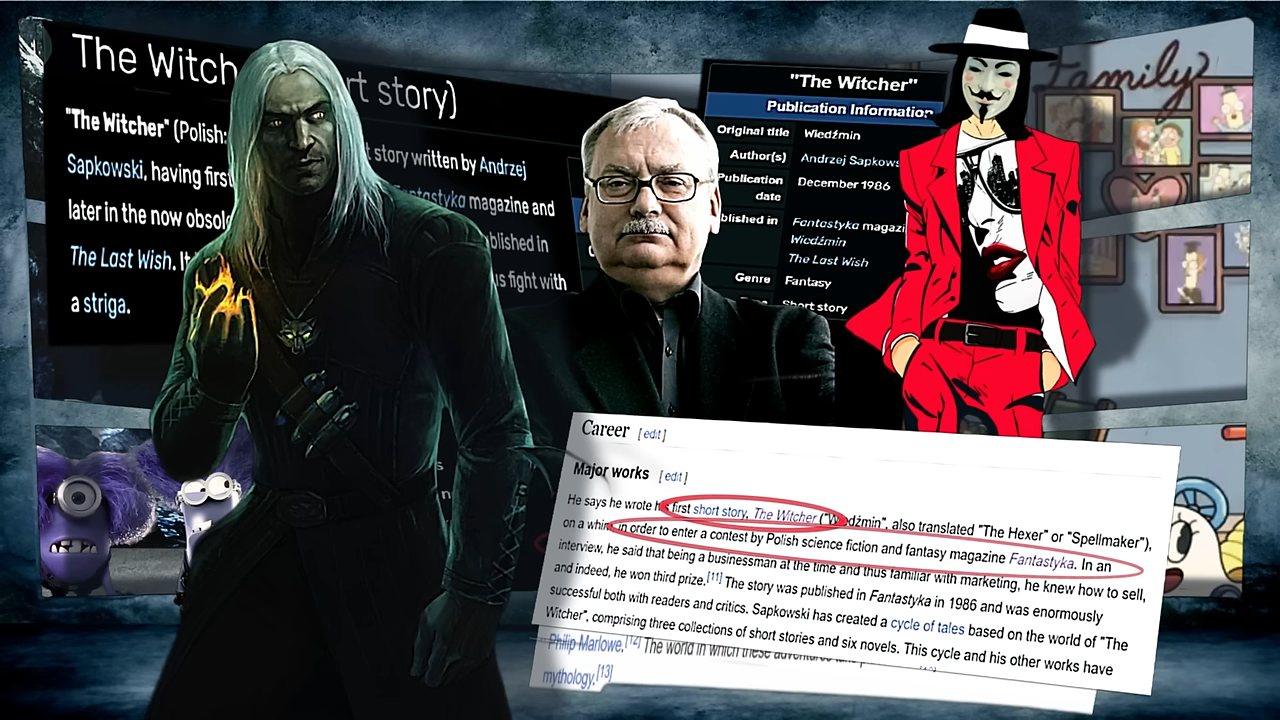 The Witch rt story)
"The Witcher" (Polish: t story written by Andrzej
Sapkowski, having first Fantastyka magazine and
later in the now obsol blished in
The Last Wish. It us fight with
a striga.
"The Witcher"
Publication Information
Original title Wiedźmin
Author(s) Andrzej Sapkows
Publication date December 1986
blished in Fantastyka magazi
Wiedźmin
The Last Wish
Genre Fantasy
Short story
Family
Career [ edit ]
Major works [ edit ]
He says he wrote his first short story, The Witcher ("Wiedźmin", also translated "The Hexer" or "Spellmaker"),
on a whim in order to enter a contest by Polish science fiction and fantasy magazine Fantastyka. In an
interview, he said that being a businessman at the time and thus familiar with marketing, he knew how to sell,
and indeed, he won third prize.[11] The story was published in Fantastyka in 1986 and was enormously
successful both with readers and critics. Sapkowski has created a cycle of tales based on the world of "The
Witcher", comprising three collections of short stories and six novels. This cycle and his other works have
Philip Marlowe.[12] The world in which these adventures take
mythology.[13]